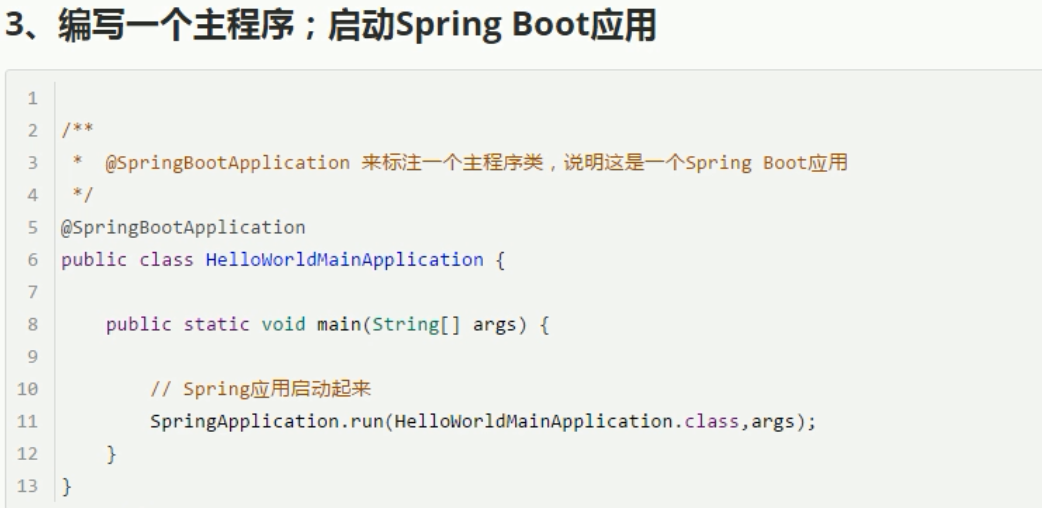 3、编写一个主程序；启动Spring Boot应用
1
2 /**
3  *  @SpringBootApplication 来标注一个主程序类，说明这是一个Spring Boot应用
4  */
5 @SpringBootApplication
6 public class HelloWorldMainApplication {
7
8     public static void main(String[] args) {
9
10         // Spring应用启动起来
11         SpringApplication.run(HelloWorldMainApplication.class,args);
12     }
13 }